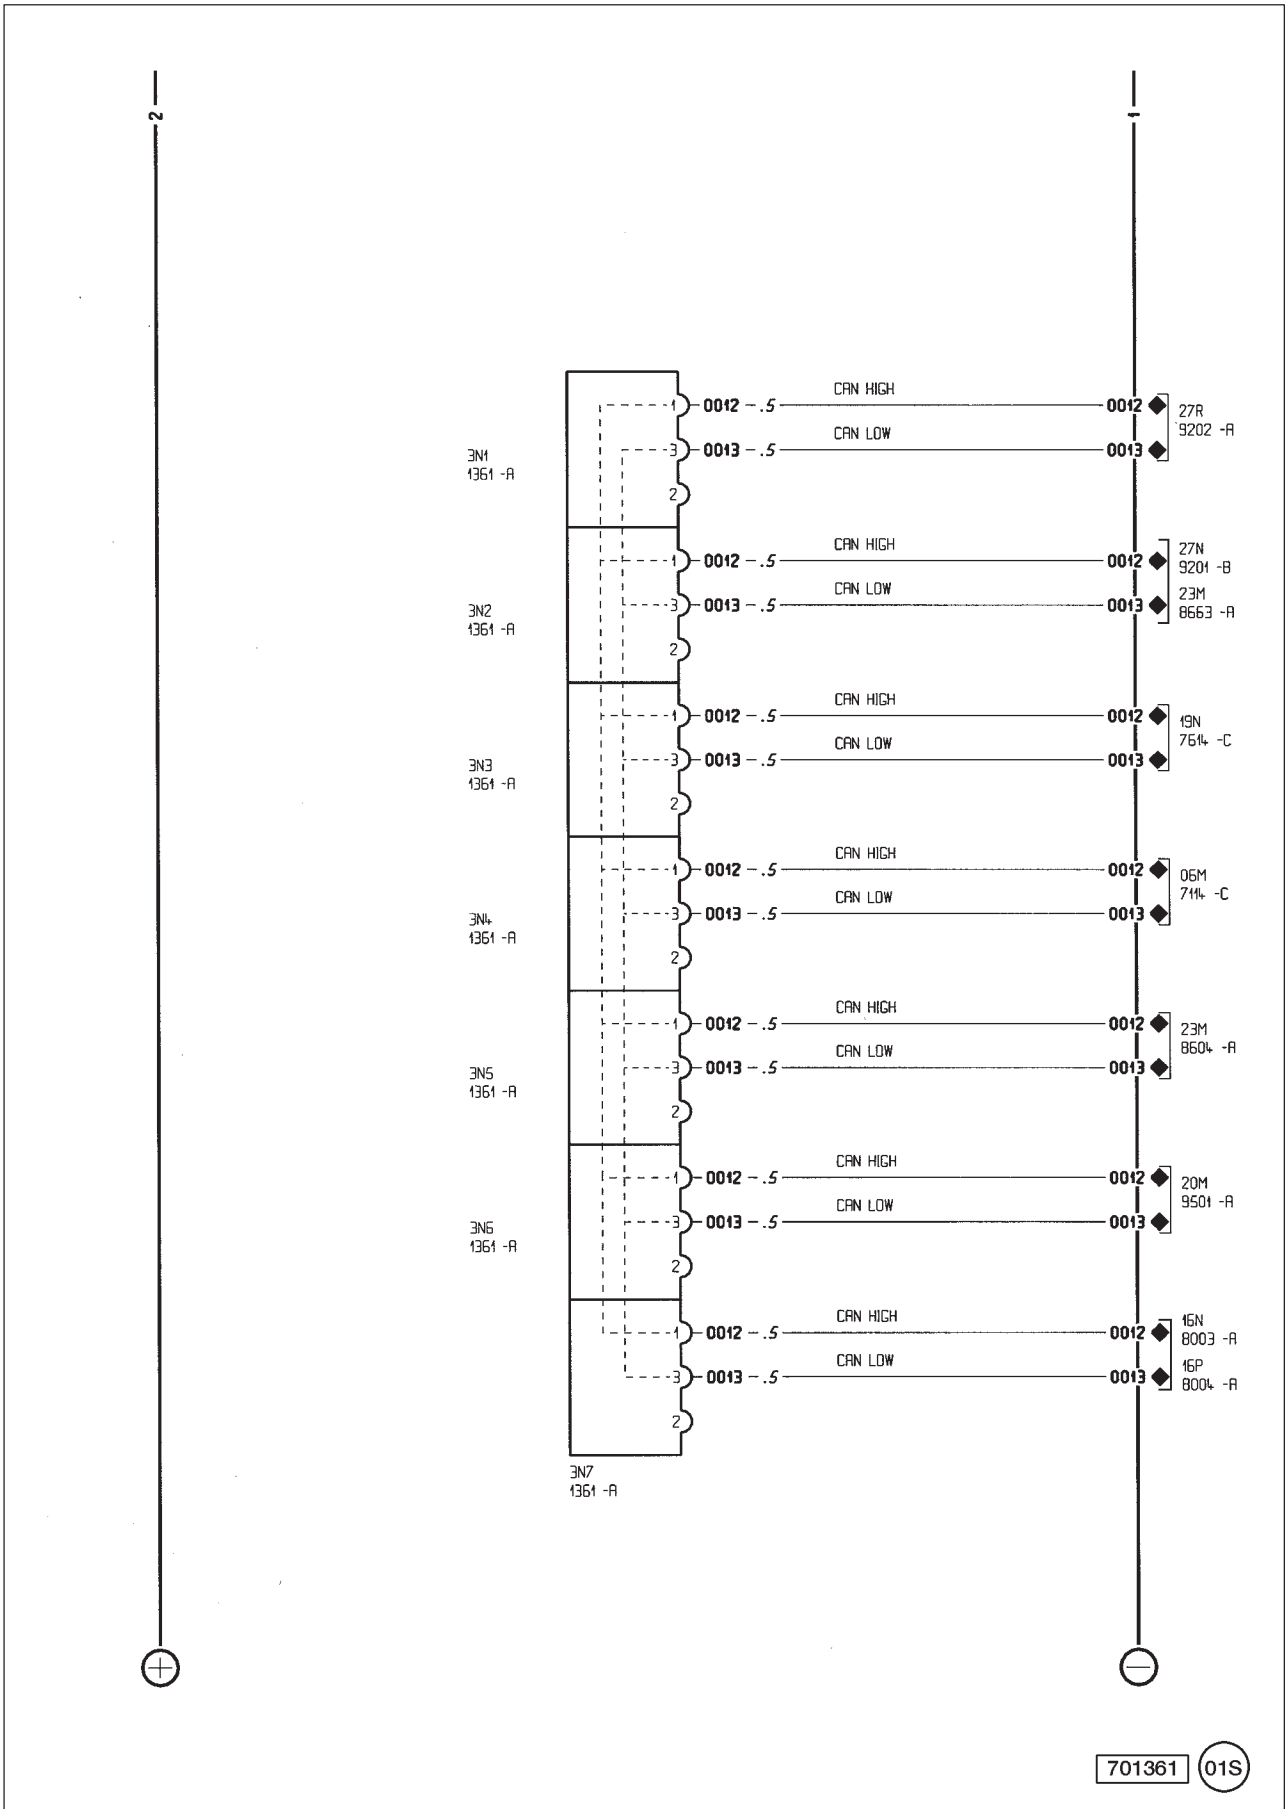 2 1
CAN HIGH
1 0012 - .5 0012 27R
9202 -A
CAN LOW
3 0013 - .5 0013
3N1
1361 -A
2
CAN HIGH
1 0012 - .5 0012 27N
9201 -B
CAN LOW
3 0013 - .5 0013 23M
8663 -A
3N2
1361 -A
2
CAN HIGH
1 0012 - .5 0012 19N
7614 -C
CAN LOW
3 0013 - .5 0013
3N3
1361 -A
2
CAN HIGH
1 0012 - .5 0012 06M
7114 -C
CAN LOW
3 0013 - .5 0013
3N4
1361 -A
2
CAN HIGH
1 0012 - .5 0012 23M
8604 -A
CAN LOW
3 0013 - .5 0013
3N5
1361 -A
2
CAN HIGH
1 0012 - .5 0012 20M
9501 -A
CAN LOW
3 0013 - .5 0013
3N6
1361 -A
2
CAN HIGH
1 0012 - .5 0012 16N
8003 -A
CAN LOW
3 0013 - .5 0013 16P
8004 -A
2
3N7
1361 -A
+ −
701361 01S